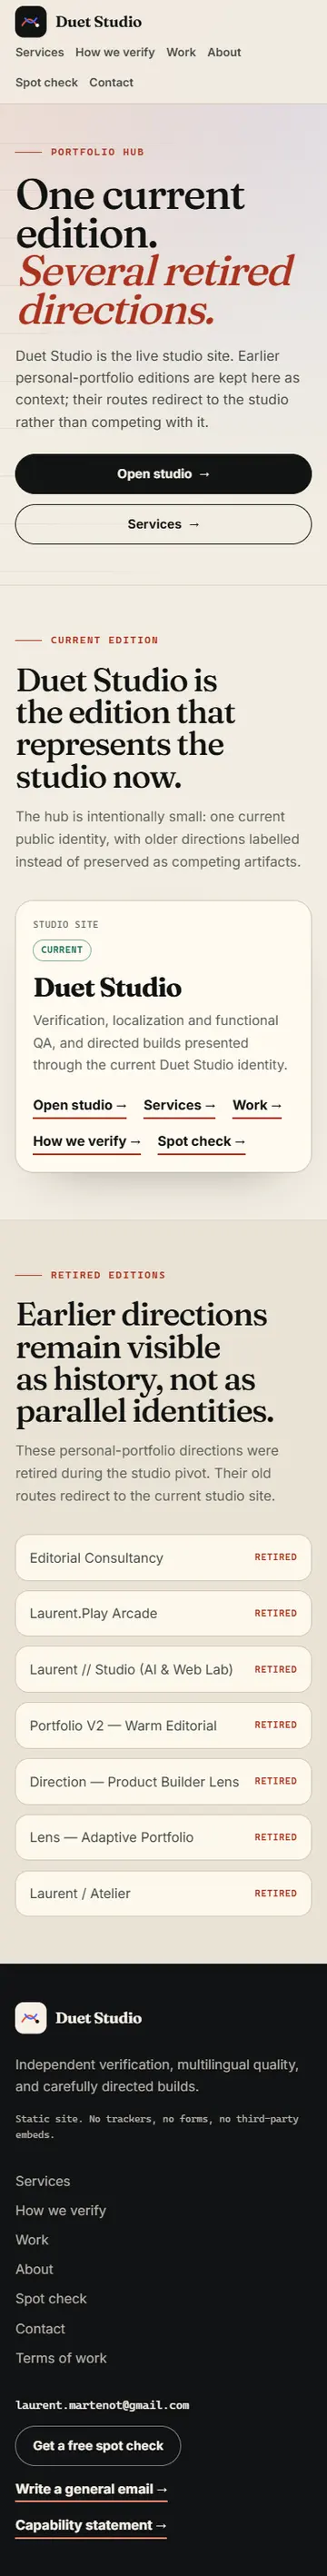 Duet Studio
Services How we verify Work About
Spot check Contact
PORTFOLIO HUB
One current
edition.
Several retired
directions.
Duet Studio is the live studio site. Earlier
personal-portfolio editions are kept here as
context; their routes redirect to the studio
rather than competing with it.
Open studio →
Services →
CURRENT EDITION
Duet Studio is
the edition that
represents the
studio now.
The hub is intentionally small: one current
public identity, with older directions labelled
instead of preserved as competing artifacts.
STUDIO SITE
CURRENT
Duet Studio
Verification, localization and functional
QA, and directed builds presented
through the current Duet Studio identity.
Open studio → Services → Work →
How we verify → Spot check →
RETIRED EDITIONS
Earlier directions
remain visible
as history, not as
parallel identities.
These personal-portfolio directions were
retired during the studio pivot. Their old
routes redirect to the current studio site.
Editorial Consultancy RETIRED
Laurent.Play Arcade RETIRED
Laurent // Studio (AI & Web Lab) RETIRED
Portfolio V2 — Warm Editorial RETIRED
Direction — Product Builder Lens RETIRED
Lens — Adaptive Portfolio RETIRED
Laurent / Atelier RETIRED
Duet Studio
Independent verification, multilingual quality,
and carefully directed builds.
Static site. No trackers, no forms, no third-party
embeds.
Services
How we verify
Work
About
Spot check
Contact
Terms of work
laurent.martenot@gmail.com
Get a free spot check
Write a general email →
Capability statement →